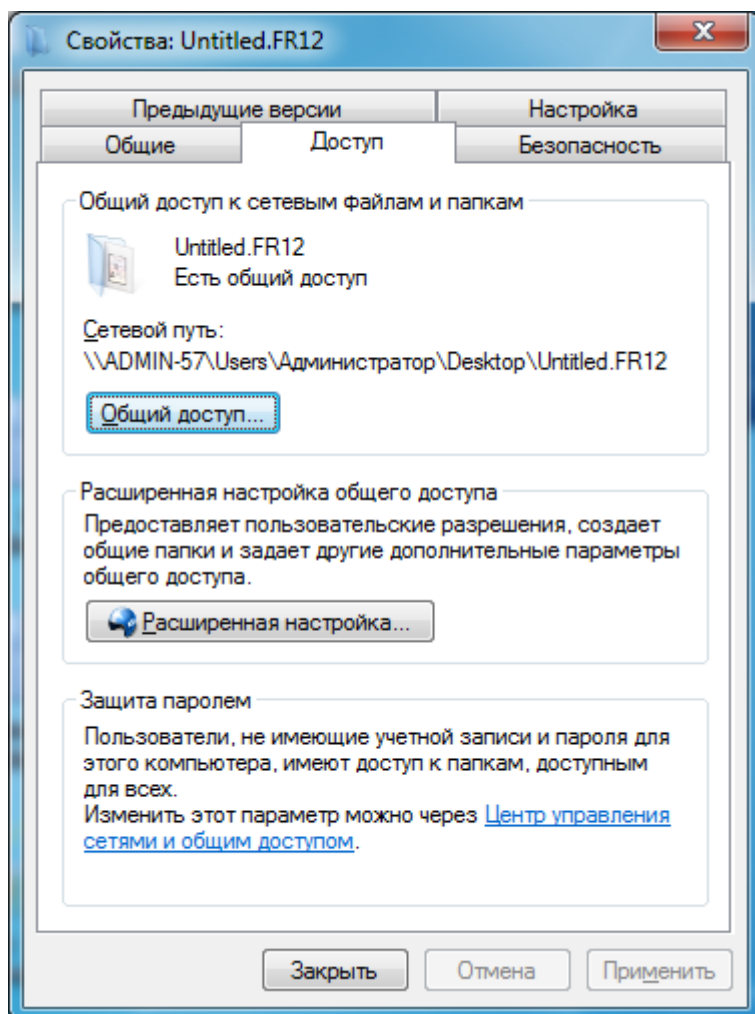 Свойства: Untitled.FR12
Предыдущие версии
Настройка
Общие
Доступ
Безопасность
Общий доступ к сетевым файлам и папкам
Untitled.FR12
Есть общий доступ
Сетевой путь:
\\ADMIN-57\Users\Администратор\Desktop\Untitled.FR12
Общий доступ...
Расширенная настройка общего доступа
Предоставляет пользовательские разрешения, создает
общие папки и задает другие дополнительные параметры
общего доступа.
Расширенная настройка...
Защита паролем
Пользователи, не имеющие учетной записи и пароля для
этого компьютера, имеют доступ к папкам, доступным
для всех.
Изменить этот параметр можно через Центр управления
сетями и общим доступом.
Закрыть
Отмена
Применить